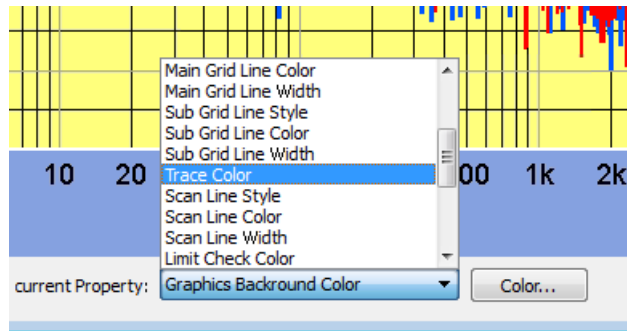 Main Grid Line Color
Main Grid Line Width
Sub Grid Line Style
Sub Grid Line Color
Sub Grid Line Width
10 20 00 1k 2k
Trace Color
Scan Line Style
Scan Line Color
Scan Line Width
Limit Check Color
current Property: Graphics Backround Color Color...